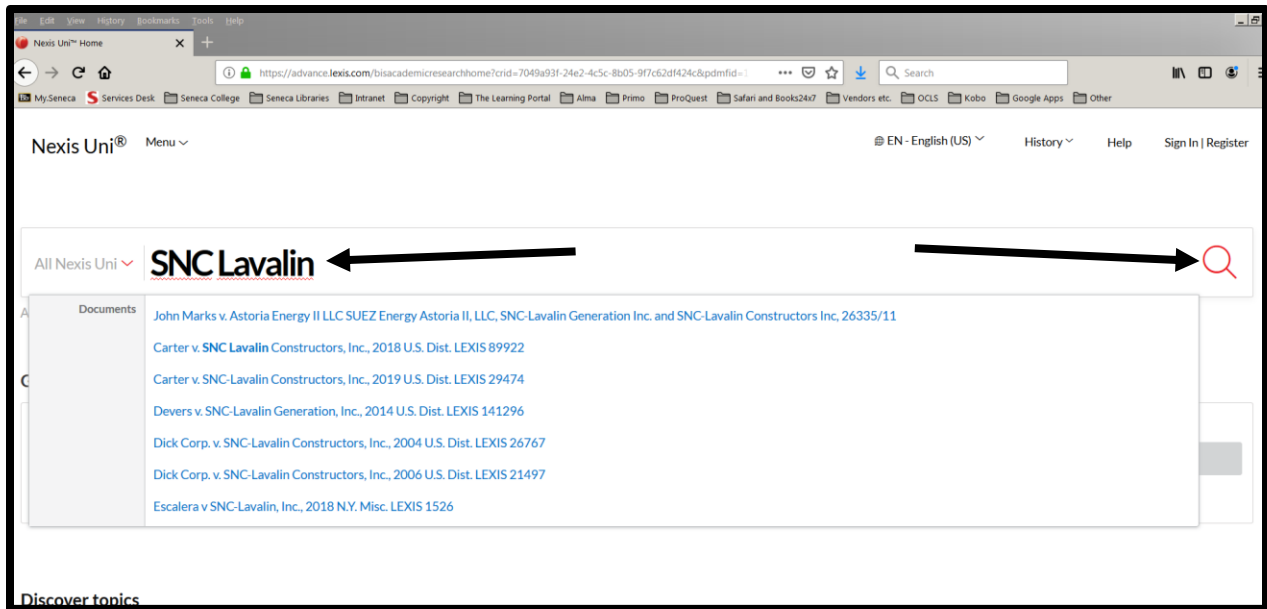 File Edit View History Bookmarks Tools Help
Nexis Uni™ Home
https://advance.lexis.com/bisacademicresearchhome?crid=7049a93f-24e2-4c5c-8b05-9f7c62df424c&pdmfid=1
Search
My.Seneca Services Desk Seneca College Seneca Libraries Intranet Copyright The Learning Portal Alma Primo ProQuest Safari and Books24x7 Vendors etc. OCLS Kobo Google Apps Other
Nexis Uni® Menu EN - English (US) History Help Sign In | Register
All Nexis Uni SNC Lavalin
Documents
John Marks v. Astoria Energy II LLC SUEZ Energy Astoria II, LLC, SNC-Lavalin Generation Inc. and SNC-Lavalin Constructors Inc, 26335/11
Carter v. SNC Lavalin Constructors, Inc., 2018 U.S. Dist. LEXIS 89922
Carter v. SNC-Lavalin Constructors, Inc., 2019 U.S. Dist. LEXIS 29474
Devers v. SNC-Lavalin Generation, Inc., 2014 U.S. Dist. LEXIS 141296
Dick Corp. v. SNC-Lavalin Constructors, Inc., 2004 U.S. Dist. LEXIS 26767
Dick Corp. v. SNC-Lavalin Constructors, Inc., 2006 U.S. Dist. LEXIS 21497
Escalera v SNC-Lavalin, Inc., 2018 N.Y. Misc. LEXIS 1526
Discover topics